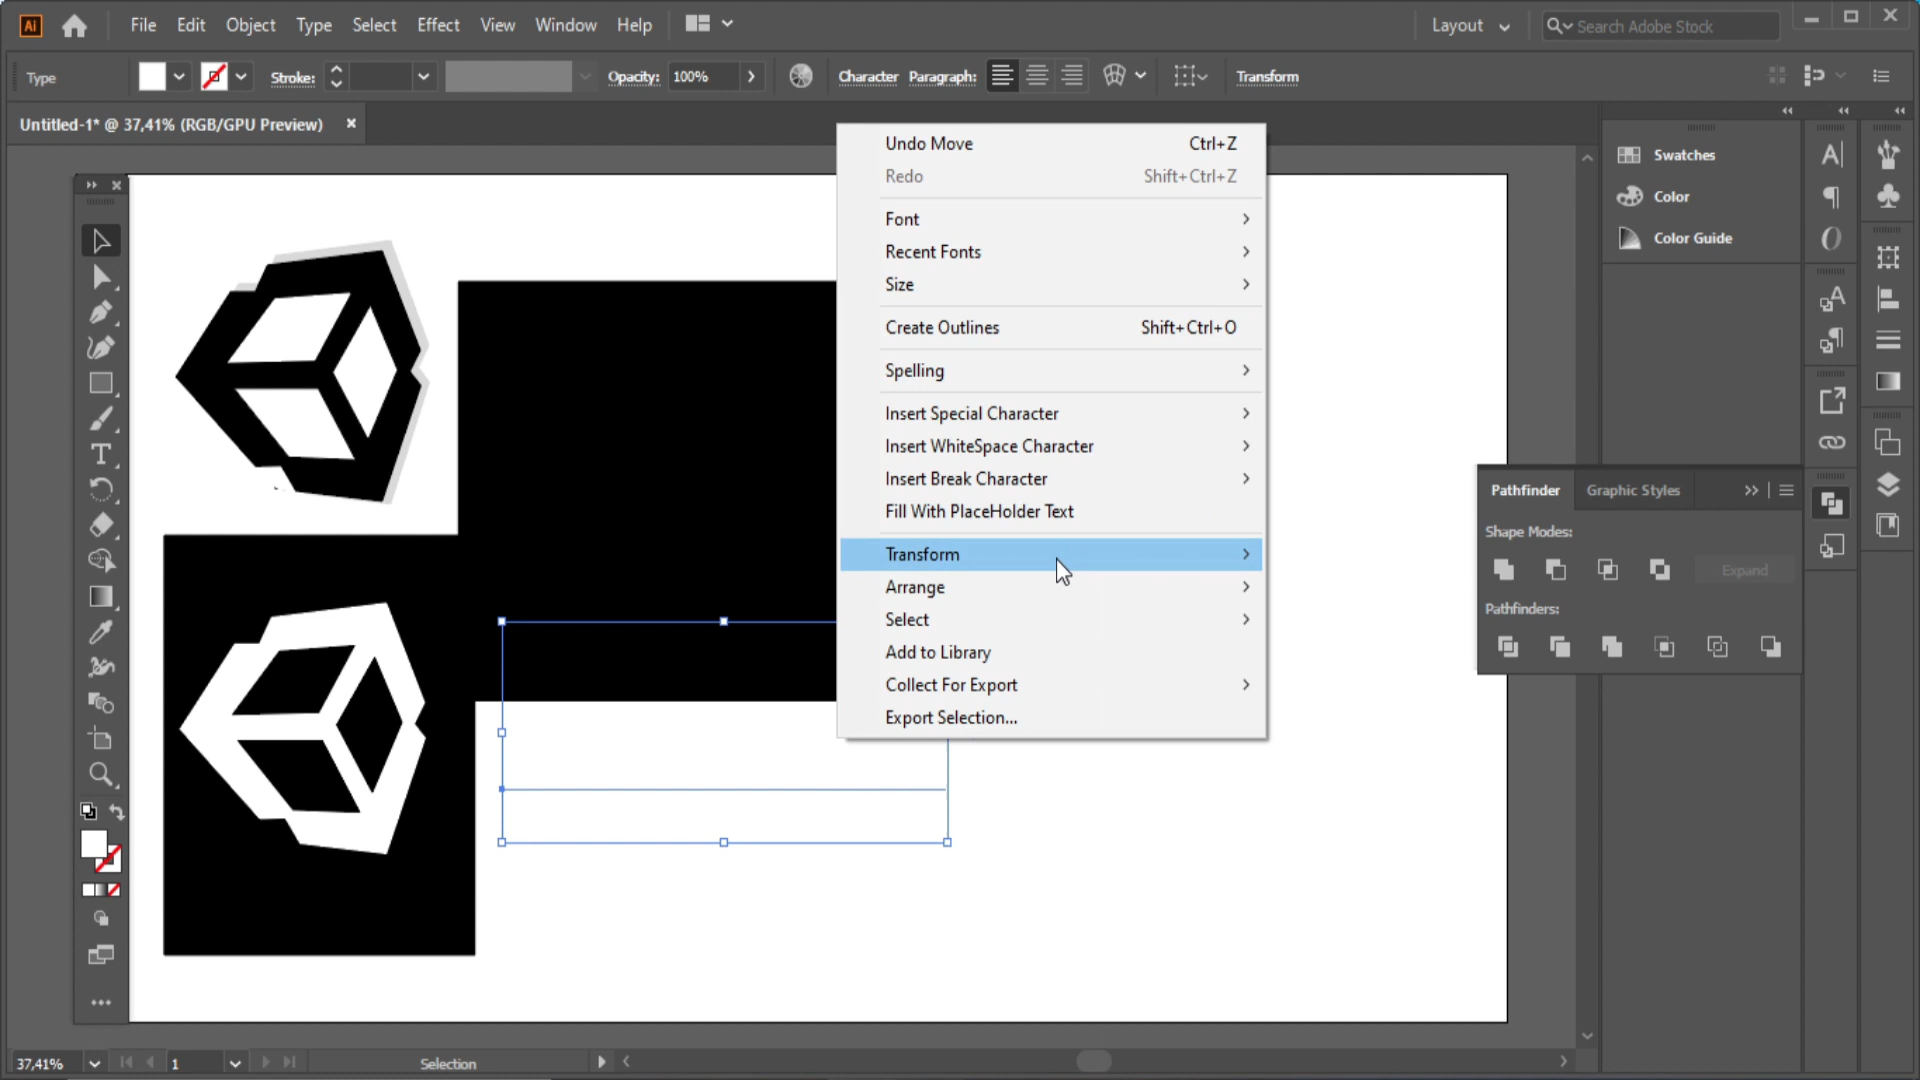 Ai File Edit Object Type Select Effect View Window Help Layout Search Adobe Stock
Type Stroke: Opacity: 100% Character Paragraph: Transform
Untitled-1* @ 37,41% (RGB/GPU Preview)
Undo Move Ctrl+Z
Redo Shift+Ctrl+Z
Font
Recent Fonts
Size
Create Outlines Shift+Ctrl+O
Spelling
Insert Special Character
Insert WhiteSpace Character
Insert Break Character
Fill With PlaceHolder Text
Transform
Arrange
Select
Add to Library
Collect For Export
Export Selection...
Swatches
Color
Color Guide
Pathfinder Graphic Styles
Shape Modes:
Expand
Pathfinders:
37,41% 1 Selection